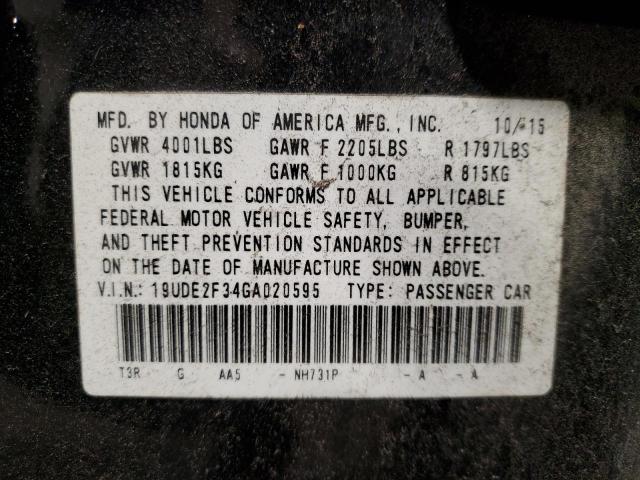 MFD. BY HONDA OF AMERICA MFG., INC. 10/15
GVWR 4001LBS GAWR F 2205LBS R 1797LBS
GVWR 1815KG GAWR F 1000KG R 815KG
THIS VEHICLE CONFORMS TO ALL APPLICABLE
FEDERAL MOTOR VEHICLE SAFETY, BUMPER,
AND THEFT PREVENTION STANDARDS IN EFFECT
ON THE DATE OF MANUFACTURE SHOWN ABOVE.
V.I.N.: 19UDE2F34GA020595 TYPE: PASSENGER CAR
T3R G AA5 - NH731P - A - A